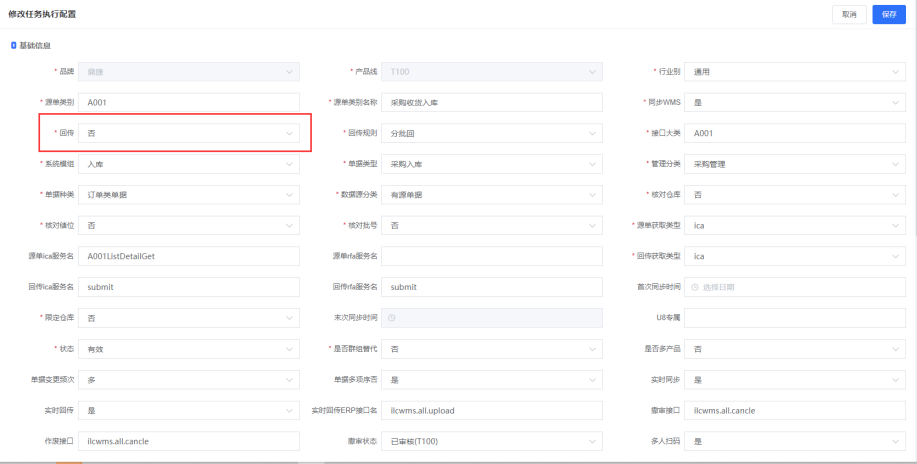 修改任务执行配置 取消 保存
基础信息
* 品牌 鼎捷 * 产品线 T100 * 行业别 通用
* 源单类别 A001 * 源单类别名称 采购收货入库 * 同步WMS 是
* 回传 否 * 回传规则 分批回 * 接口大类 A001
* 系统模组 入库 * 单据类型 采购入库 * 管理分类 采购管理
* 单据种类 订单类单据 * 数据源分类 有源单据 * 核对仓库 否
* 核对储位 否 * 核对批号 否 * 源单获取类型 ica
源单ica服务名 A001ListDetailGet 源单rfa服务名 * 回传获取类型 ica
回传ica服务名 submit 回传rfa服务名 submit 首次同步时间 选择日期
* 限定仓库 否 末次同步时间 U8专属
* 状态 有效 * 是否群组替代 否 是否多产品 否
单据变更频次 多 单据多项序否 是 实时同步 是
实时回传 是 实时回传ERP接口名 ilcwms.all.upload 撤审接口 ilcwms.all.cancle
作废接口 ilcwms.all.cancle 撤审状态 已审核(T100) 多人扫码 是